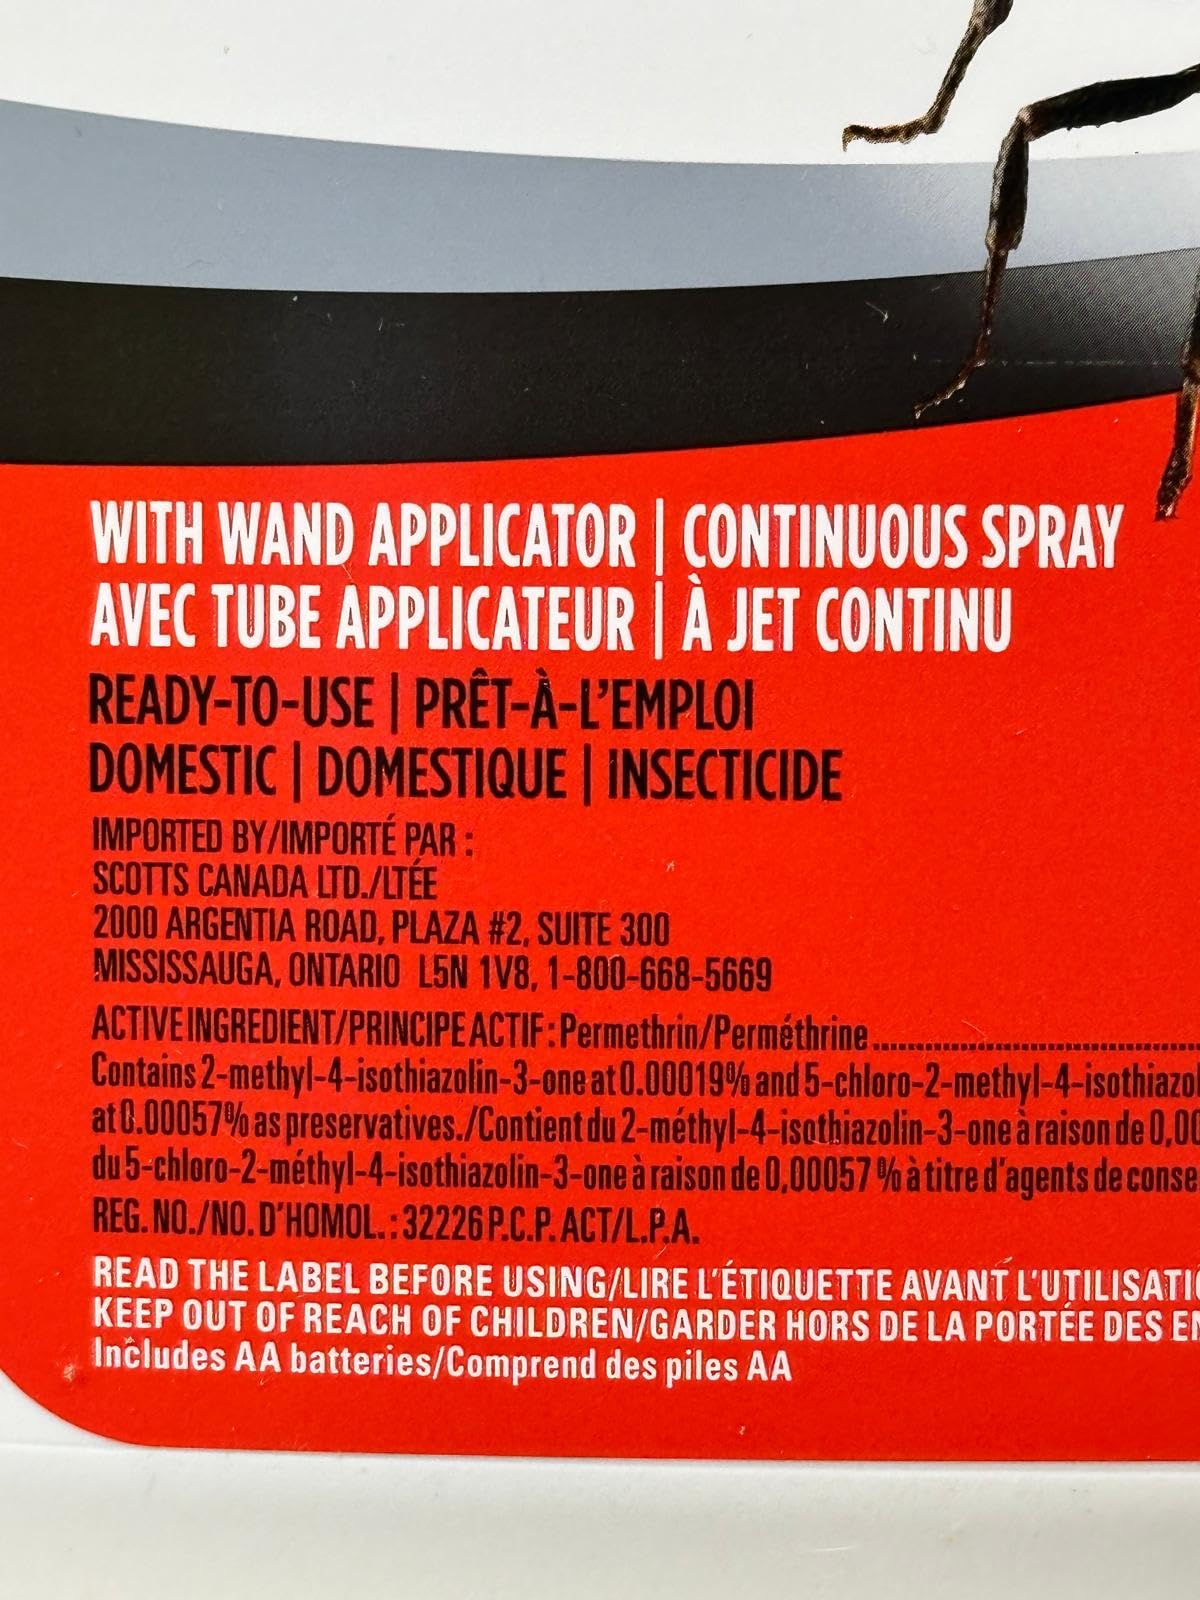 WITH WAND APPLICATOR | CONTINUOUS SPRAY
AVEC TUBE APPLICATEUR | À JET CONTINU
READY-TO-USE | PRÊT-À-L'EMPLOI
DOMESTIC | DOMESTIQUE | INSECTICIDE
IMPORTED BY/IMPORTÉ PAR :
SCOTTS CANADA LTD./LTÉE
2000 ARGENTIA ROAD, PLAZA #2, SUITE 300
MISSISSAUGA, ONTARIO L5N 1V8, 1-800-668-5669
ACTIVE INGREDIENT/PRINCIPE ACTIF : Permethrin/Perméthrine
Contains 2-methyl-4-isothiazolin-3-one at 0.00019% and 5-chloro-2-methyl-4-isothiazol
at 0.00057% as preservatives./Contient du 2-méthyl-4-isothiazolin-3-one à raison de 0,00
du 5-chloro-2-méthyl-4-isothiazolin-3-one à raison de 0,00057 % à titre d'agents de conse
REG. NO./NO. D'HOMOL. : 32226 P.C.P. ACT/L.P.A.
READ THE LABEL BEFORE USING/LIRE L'ÉTIQUETTE AVANT L'UTILISATI
KEEP OUT OF REACH OF CHILDREN/GARDER HORS DE LA PORTÉE DES EN
Includes AA batteries/Comprend des piles AA